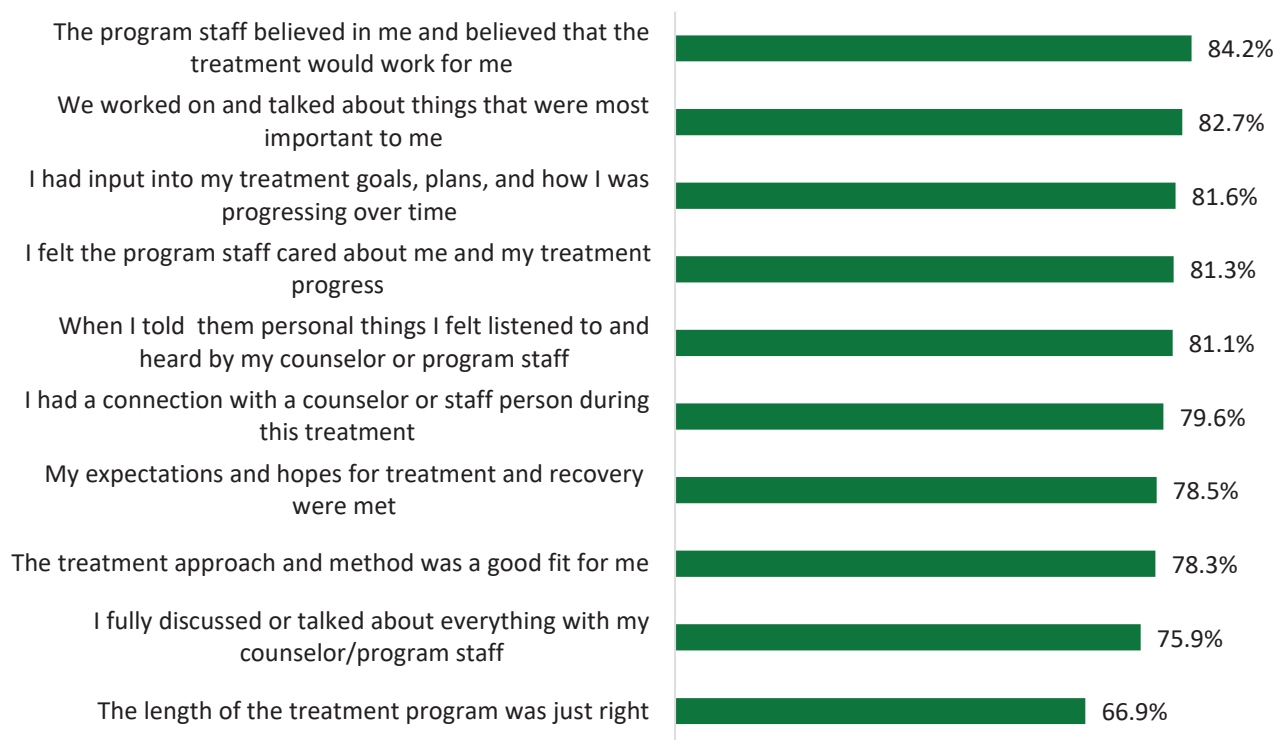 The program staff believed in me and believed that the
treatment would work for me
84.2%
We worked on and talked about things that were most
important to me
82.7%
I had input into my treatment goals, plans, and how I was
progressing over time
81.6%
I felt the program staff cared about me and my treatment
progress
81.3%
When I told  them personal things I felt listened to and
heard by my counselor or program staff
81.1%
I had a connection with a counselor or staff person during
this treatment
79.6%
My expectations and hopes for treatment and recovery
were met
78.5%
The treatment approach and method was a good fit for me
78.3%
I fully discussed or talked about everything with my
counselor/program staff
75.9%
The length of the treatment program was just right
66.9%